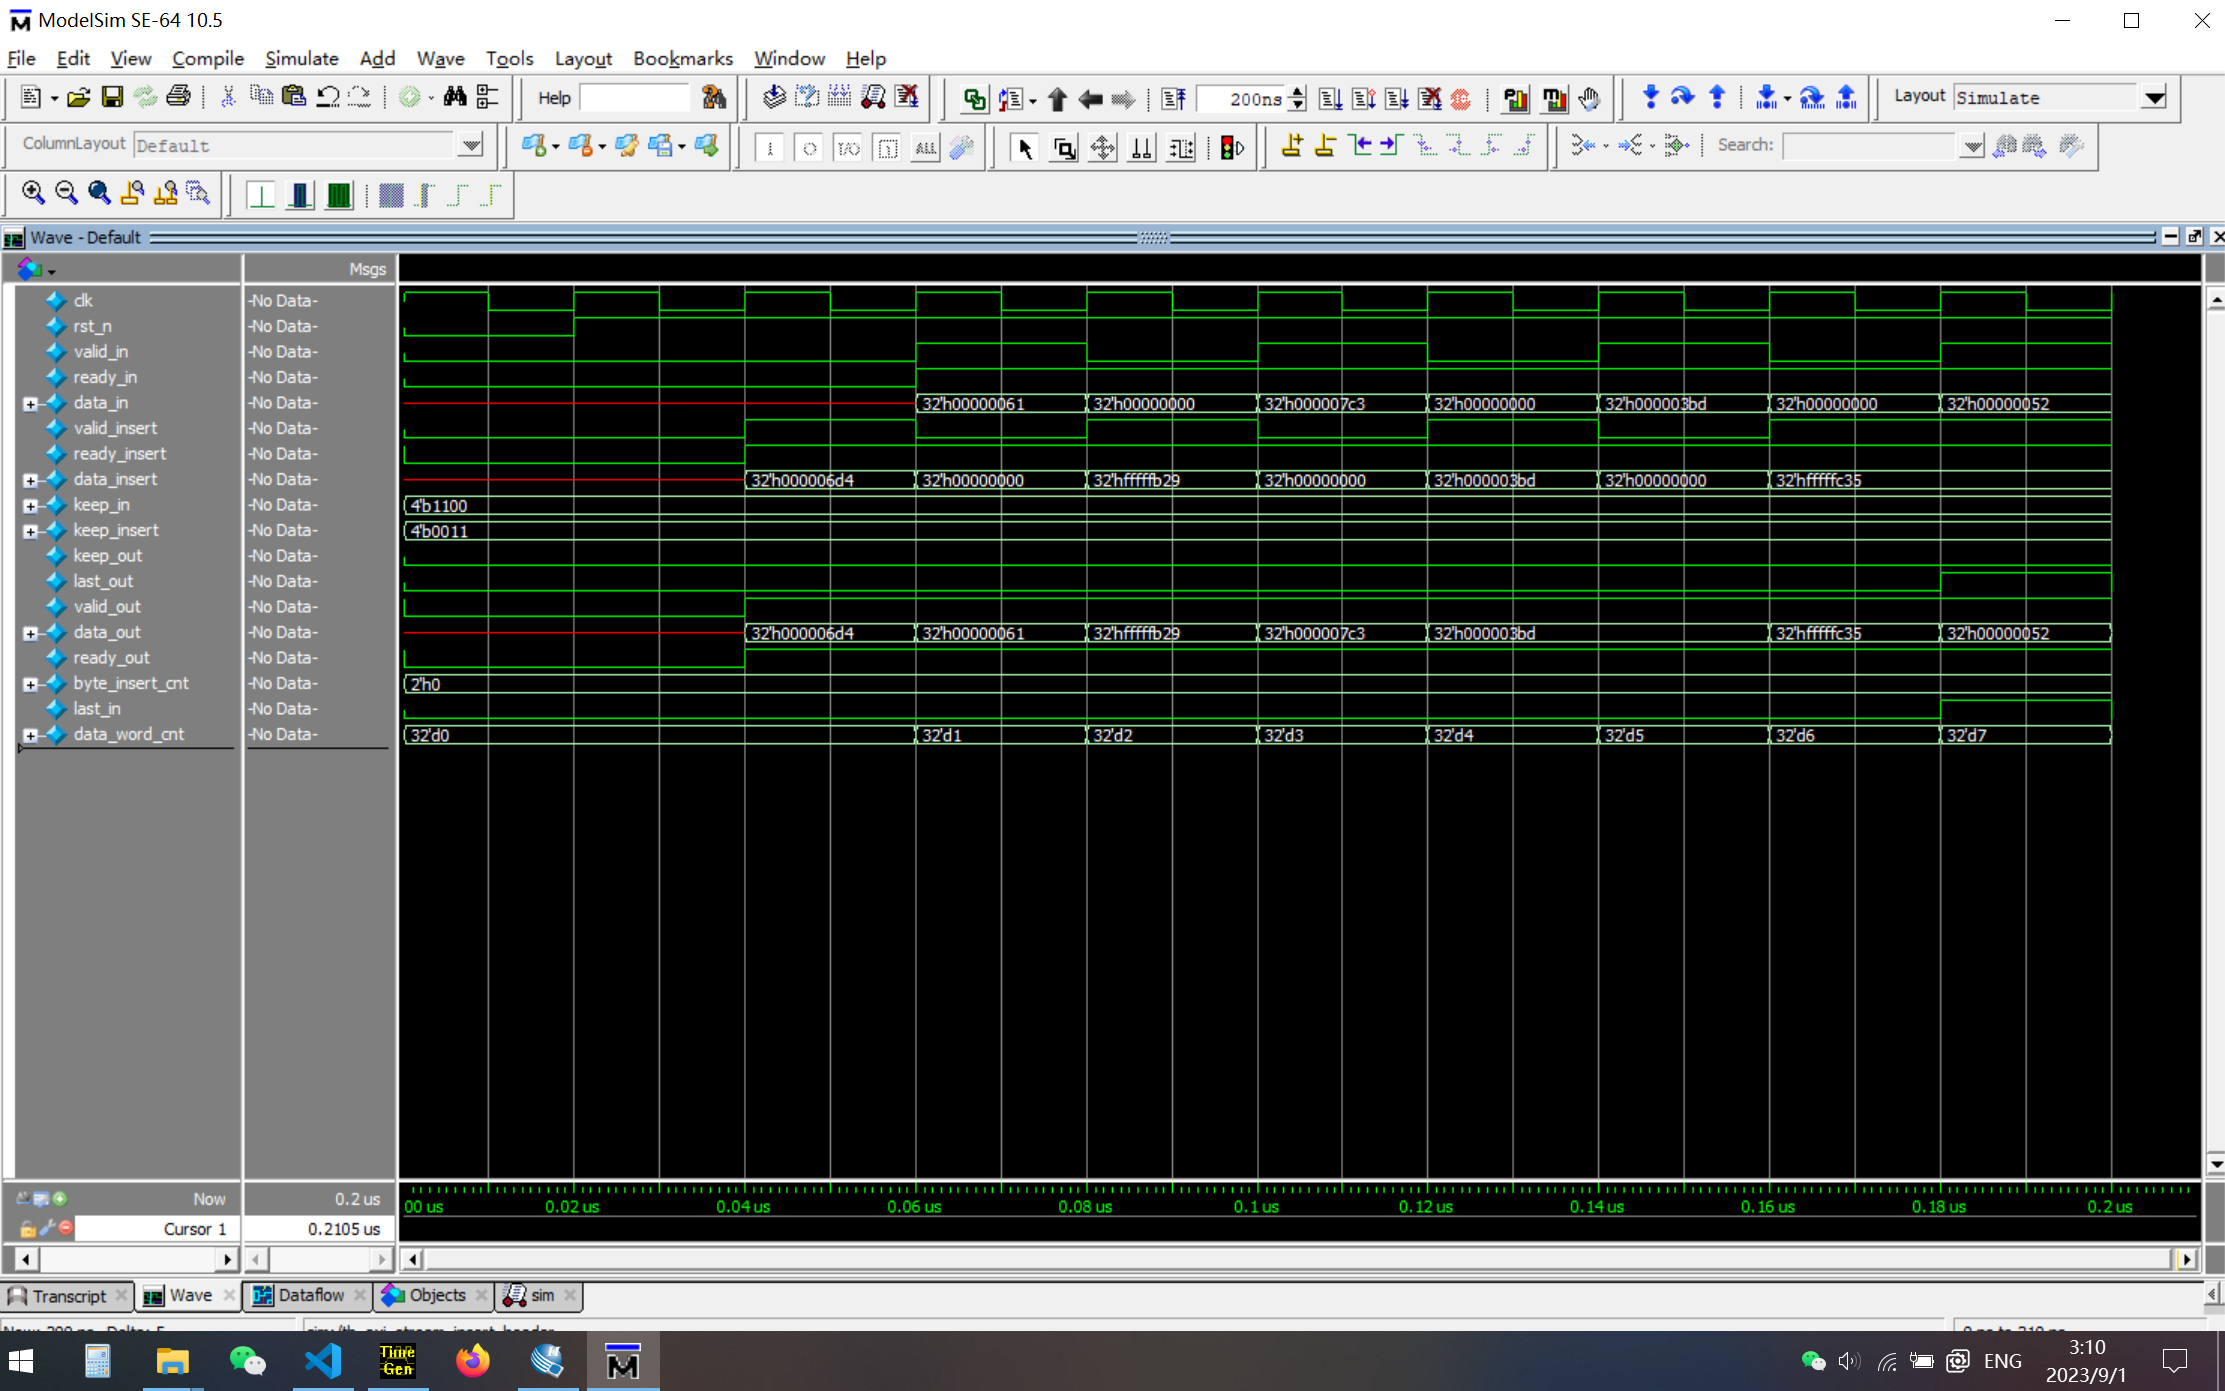 ModelSim SE-64 10.5
File Edit View Compile Simulate Add Wave Tools Layout Bookmarks Window Help
Help 200ns Layout Simulate
ColumnLayout Default ALL Search:
Wave - Default
Msgs
clk -No Data-
rst_n -No Data-
valid_in -No Data-
ready_in -No Data-
data_in -No Data- 32'h00000061 32'h00000000 32'h000007c3 32'h00000000 32'h000003bd 32'h00000000 32'h00000052
valid_insert -No Data-
ready_insert -No Data-
data_insert -No Data- 32'h000006d4 32'h00000000 32'hfffffb29 32'h00000000 32'h000003bd 32'h00000000 32'hfffffc35
keep_in -No Data- 4'b1100
keep_insert -No Data- 4'b0011
keep_out -No Data-
last_out -No Data-
valid_out -No Data-
data_out -No Data- 32'h000006d4 32'h00000061 32'hfffffb29 32'h000007c3 32'h000003bd 32'hfffffc35 32'h00000052
ready_out -No Data-
byte_insert_cnt -No Data- 2'h0
last_in -No Data-
data_word_cnt -No Data- 32'd0 32'd1 32'd2 32'd3 32'd4 32'd5 32'd6 32'd7
Now 0.2 us
00 us 0.02 us 0.04 us 0.06 us 0.08 us 0.1 us 0.12 us 0.14 us 0.16 us 0.18 us 0.2 us
Cursor 1 0.2105 us
Transcript Wave Dataflow Objects sim
Time Gen
ENG
3:10
2023/9/1